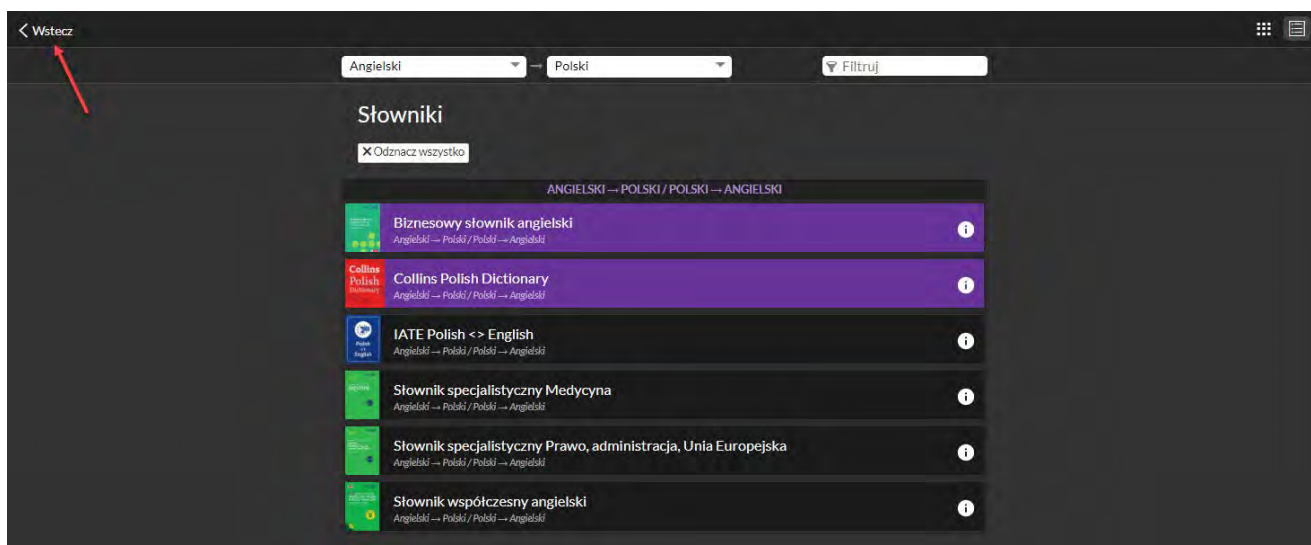 Wstecz
Angielski → Polski Filtruj
Słowniki
Odznacz wszystko
ANGIELSKI → POLSKI / POLSKI → ANGIELSKI
Biznesowy słownik angielski
Angielski → Polski / Polski → Angielski
Collins
Polish
Dictionary
Collins Polish Dictionary
Angielski → Polski / Polski → Angielski
Polish
<>
English
IATE Polish <> English
Angielski → Polski / Polski → Angielski
Słownik specjalistyczny Medycyna
Angielski → Polski / Polski → Angielski
Słownik specjalistyczny Prawo, administracja, Unia Europejska
Angielski → Polski / Polski → Angielski
Słownik współczesny angielski
Angielski → Polski / Polski → Angielski